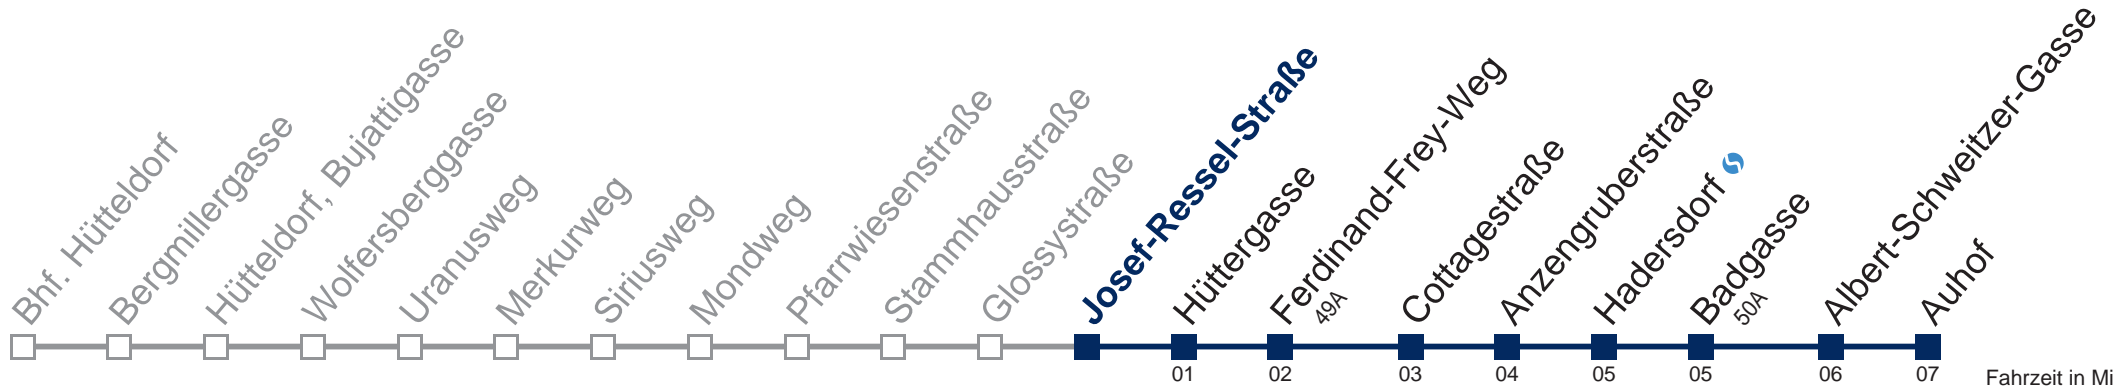 Bhf. Hütteldorf
Bergmillergasse
Hütteldorf, Bujattigasse
Wolfersberggasse
Uranusweg
Merkurweg
Siriusweg
Mondweg
Pfarrwiesenstraße
Stammhausstraße
Glossystraße
Josef-Ressel-Straße
Hüttergasse
Ferdinand-Frey-Weg
49A
Cottagestraße
Anzengruberstraße
Hadersdorf
Badgasse
50A
Albert-Schweitzer-Gasse
Auhof
01 02 03 04 05 05 06 07 Fahrzeit in Mi